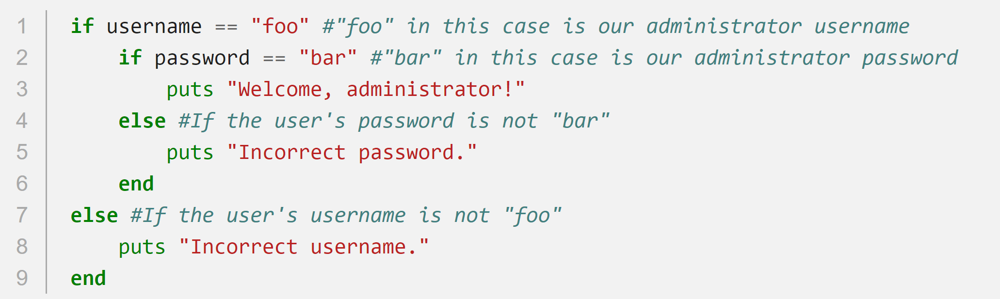 1 if username == "foo" #"foo" in this case is our administrator username
2     if password == "bar" #"bar" in this case is our administrator password
3         puts "Welcome, administrator!"
4     else #If the user's password is not "bar"
5         puts "Incorrect password."
6     end
7 else #If the user's username is not "foo"
8     puts "Incorrect username."
9 end